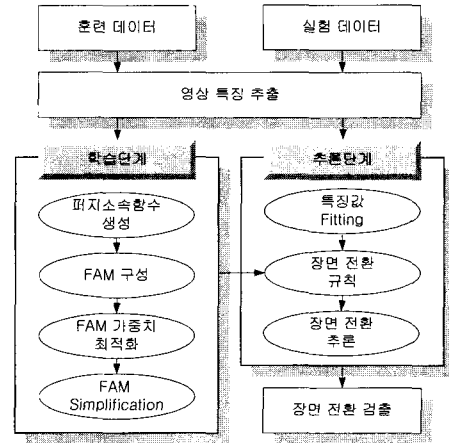 훈련 데이터
실험 데이터
영상 특징 추출
학습단계
추론단계
퍼지소속함수
생성
FAM 구성
FAM 가중치
최적화
FAM
Simplification
특징값
Fitting
장면 전환
규칙
장면 전환
추론
장면 전환 검출